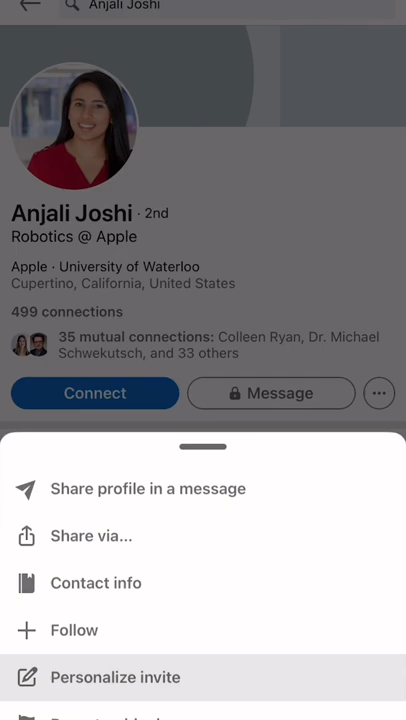 Anjali Joshi
Anjali Joshi · 2nd
Robotics @ Apple
Apple · University of Waterloo
Cupertino, California, United States
499 connections
35 mutual connections: Colleen Ryan, Dr. Michael
Schwekutsch, and 33 others
Connect
Message
Share profile in a message
Share via...
Contact info
Follow
Personalize invite